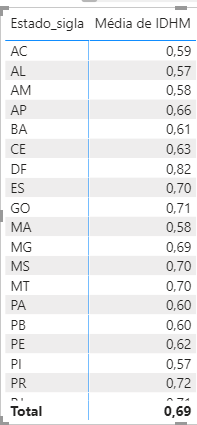 Estado_sigla Média de IDHM
AC 0,59
AL 0,57
AM 0,58
AP 0,66
BA 0,61
CE 0,63
DF 0,82
ES 0,70
GO 0,71
MA 0,58
MG 0,69
MS 0,70
MT 0,70
PA 0,60
PB 0,60
PE 0,62
PI 0,57
PR 0,72
Total 0,69